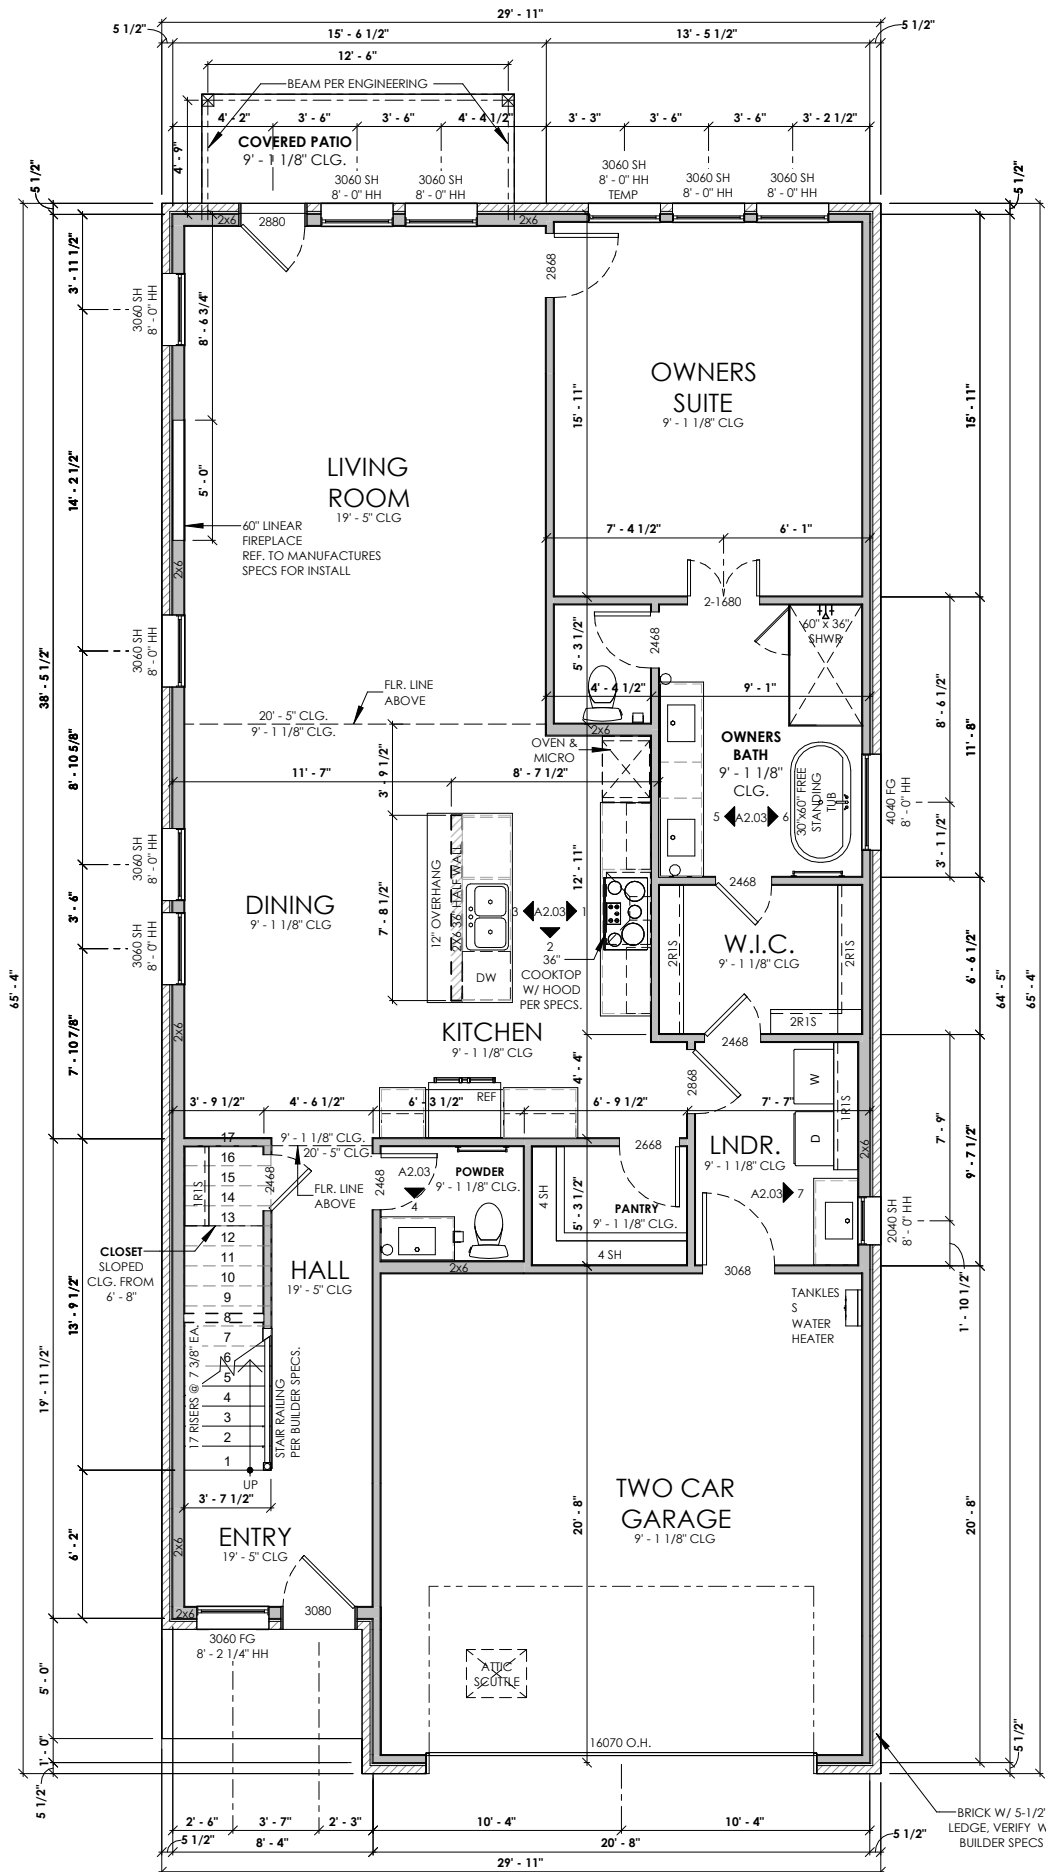 29' - 11"
5 1/2"
15' - 6 1/2"
13' - 5 1/2"
5 1/2"
12' - 6"
BEAM PER ENGINEERING
4' - 2"
3' - 6"
3' - 6"
4' - 4 1/2"
3' - 3"
3' - 6"
3' - 6"
3' - 2 1/2"
4' - 9"
COVERED PATIO
9' - 1 1/8" CLG.
3060 SH
8' - 0" HH
3060 SH
8' - 0" HH
3060 SH
8' - 0" HH
TEMP
3060 SH
8' - 0" HH
3060 SH
8' - 0" HH
5 1/2"
5 1/2"
2x6
2880
2x6
2868
3' - 11 1/2"
3060 SH
8' - 0" HH
8' - 6 3/4"
OWNERS
SUITE
9' - 1 1/8" CLG
15' - 11"
15' - 11"
LIVING
ROOM
19' - 5" CLG
14' - 2 1/2"
5' - 0"
60" LINEAR
FIREPLACE
REF. TO MANUFACTURES
SPECS FOR INSTALL
2x6
7' - 4 1/2"
6' - 1"
2-1680
60" x 36"
SHWR
2468
5' - 3 1/2"
3060 SH
8' - 0" HH
38' - 5 1/2"
FLR. LINE
ABOVE
20' - 5" CLG.
9' - 1 1/8" CLG.
4' - 4 1/2"
9' - 1"
8' - 6 1/2"
11' - 8"
2x6
OVEN &
MICRO
OWNERS
BATH
9' - 1 1/8"
CLG.
5
A2.03
6
30"x60" FREE
STANDING
TUB
4040 FG
8' - 0" HH
3' - 1 1/2"
11' - 7"
8' - 7 1/2"
3' - 9 1/2"
8' - 10 5/8"
3060 SH
8' - 0" HH
3' - 6"
3060 SH
8' - 0" HH
DINING
9' - 1 1/8" CLG
7' - 8 1/2"
12" OVERHANG
2X6 36" HALF WALL
DW
12' - 11"
3
A2.03
1
2
36"
COOKTOP
W/ HOOD
PER SPECS.
2468
W.I.C.
9' - 1 1/8" CLG
2R1S
2R1S
2R1S
6' - 6 1/2"
64' - 5"
65' - 4"
65' - 4"
2468
KITCHEN
9' - 1 1/8" CLG
7' - 10 7/8"
2x6
4' - 4"
2868
W
D
1R1S
7' - 9"
9' - 7 1/2"
2x6
REF
3' - 9 1/2"
4' - 6 1/2"
6' - 3 1/2"
6' - 9 1/2"
7' - 7"
LNDR.
9' - 1 1/8" CLG
A2.03
7
2040 SH
8' - 0" HH
1' - 10 1/2"
9' - 1 1/8" CLG.
20' - 5" CLG.
FLR. LINE
ABOVE
2468
2468
A2.03
4
POWDER
9' - 1 1/8" CLG.
2x6
2668
4 SH
5' - 3 1/2"
PANTRY
9' - 1 1/8" CLG.
4 SH
3068
17
16
15
14
13
12
11
10
9
8
7
6
5
4
3
2
1
1R1S
CLOSET
SLOPED
CLG. FROM
6' - 8"
HALL
19' - 5" CLG
TANKLES
S
WATER
HEATER
13' - 9 1/2"
19' - 11 1/2"
17 RISERS @ 7 3/8" EA.
STAIR RAILING
PER BUILDER SPECS.
UP
3' - 7 1/2"
ENTRY
19' - 5" CLG
6' - 2"
2x6
2x6
3080
3060 FG
8' - 2 1/4" HH
TWO CAR
GARAGE
9' - 1 1/8" CLG
20' - 8"
20' - 8"
ATTIC
SCUTTLE
16070 O.H.
5' - 0"
1' - 0"
5 1/2"
5 1/2"
BRICK W/ 5-1/2"
LEDGE, VERIFY W
BUILDER SPECS
2' - 6"
3' - 7"
2' - 3"
10' - 4"
10' - 4"
5 1/2"
8' - 4"
20' - 8"
5 1/2"
29' - 11"